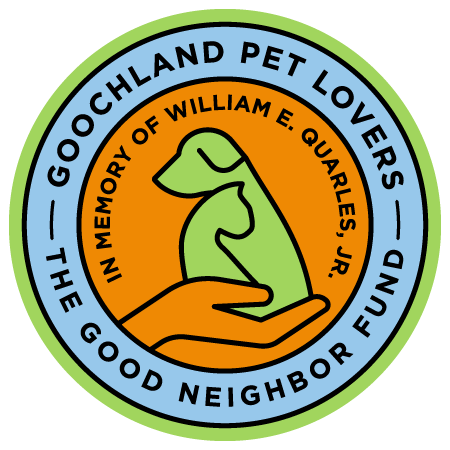 GOOCHLAND PET LOVERS
IN MEMORY OF WILLIAM E. QUARLES, JR.
THE GOOD NEIGHBOR FUND